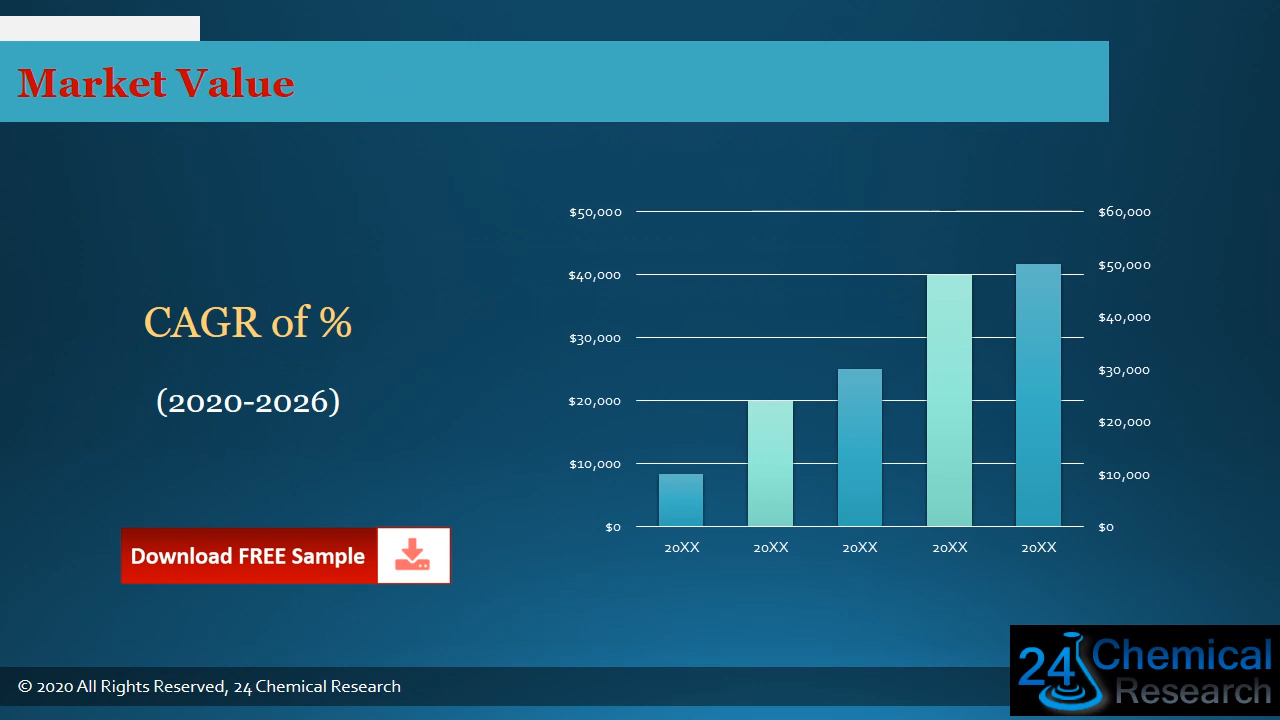 Market Value
CAGR of %
(2020-2026)
Download FREE Sample
$50,000
$40,000
$30,000
$20,000
$10,000
$0
$60,000
$50,000
$40,000
$30,000
$20,000
$10,000
$0
20XX 20XX 20XX 20XX 20XX
© 2020 All Rights Reserved, 24 Chemical Research
24 Chemical
Research